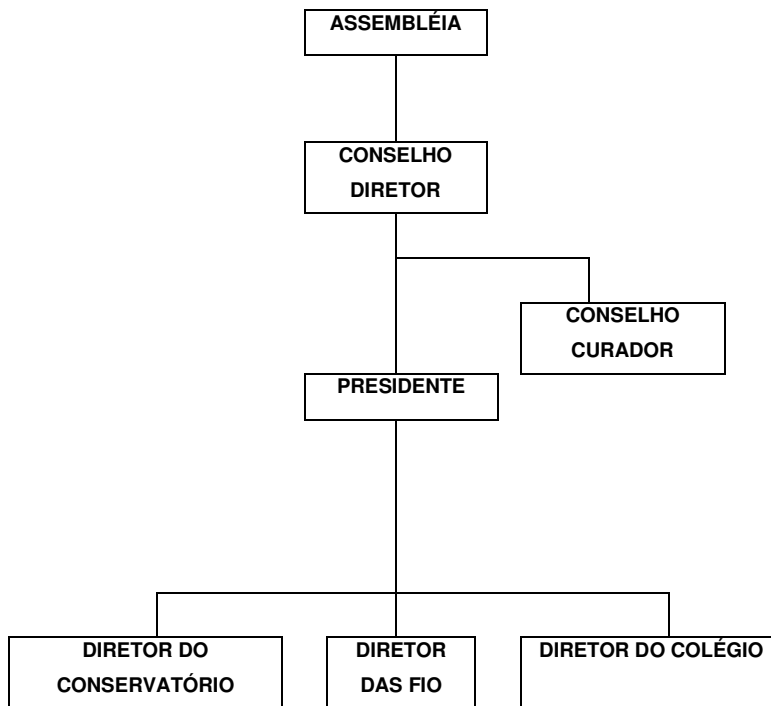 ASSEMBLÉIA
CONSELHO
DIRETOR
CONSELHO
CURADOR
PRESIDENTE
DIRETOR DO
CONSERVATÓRIO
DIRETOR
DAS FIO
DIRETOR DO COLÉGIO